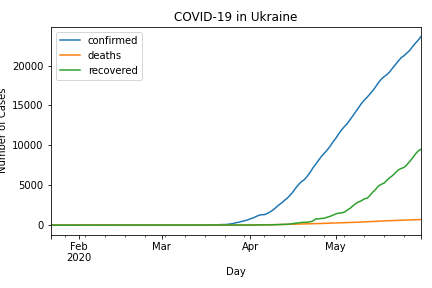 COVID-19 in Ukraine
confirmed
deaths
recovered
Number of Cases
20000
15000
10000
5000
0
Feb
2020
Mar
Apr
May
Day